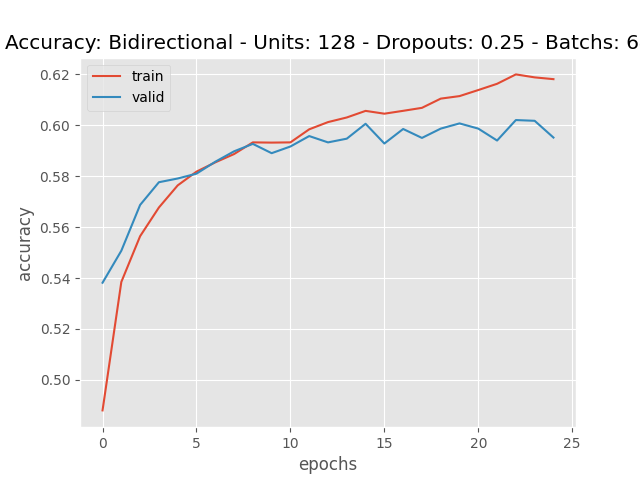 Accuracy: Bidirectional - Units: 128 - Dropouts: 0.25 - Batchs: 6
train
valid
0.62
0.60
0.58
0.56
0.54
0.52
0.50
accuracy
0 5 10 15 20 25
epochs